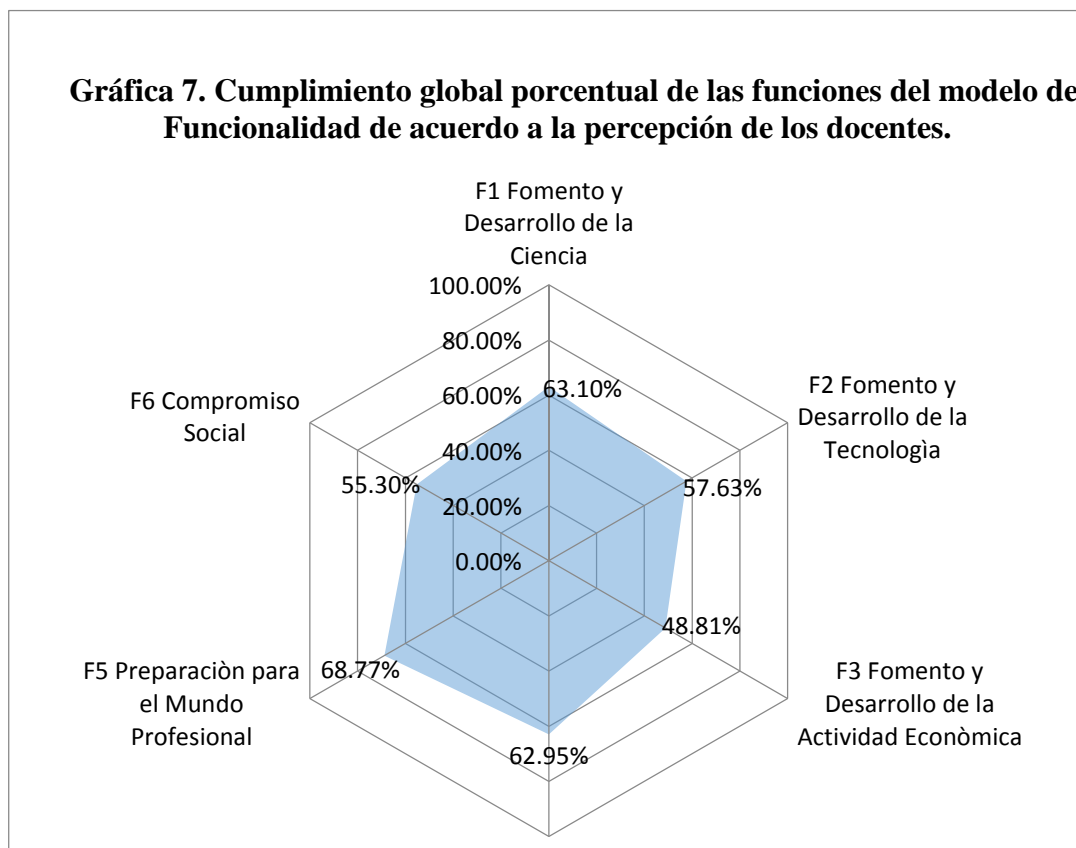 Gráfica 7. Cumplimiento global porcentual de las funciones del modelo de
Funcionalidad de acuerdo a la percepción de los docentes.
F1 Fomento y
Desarrollo de la
Ciencia
100.00%
80.00%
60.00%
40.00%
20.00%
0.00%
63.10%
F2 Fomento y
Desarrollo de la
Tecnologìa
57.63%
48.81%
F3 Fomento y
Desarrollo de la
Actividad Econòmica
62.95%
F5 Preparaciòn para
el Mundo
Profesional
68.77%
F6 Compromiso
Social
55.30%